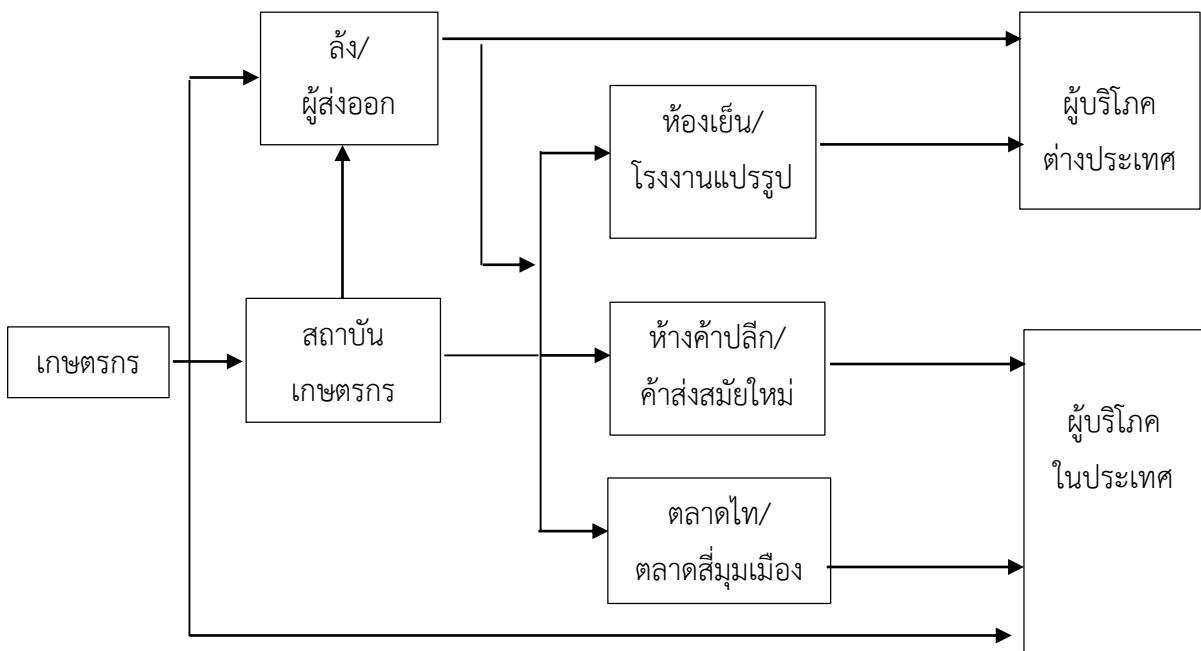 ล้ง/
ผู้ส่งออก
ห้องเย็น/
โรงงานแปรรูป
ผู้บริโภค
ต่างประเทศ
เกษตรกร
สถาบัน
เกษตรกร
ห้างค้าปลีก/
ค้าส่งสมัยใหม่
ผู้บริโภค
ในประเทศ
ตลาดไท/
ตลาดสี่มุมเมือง